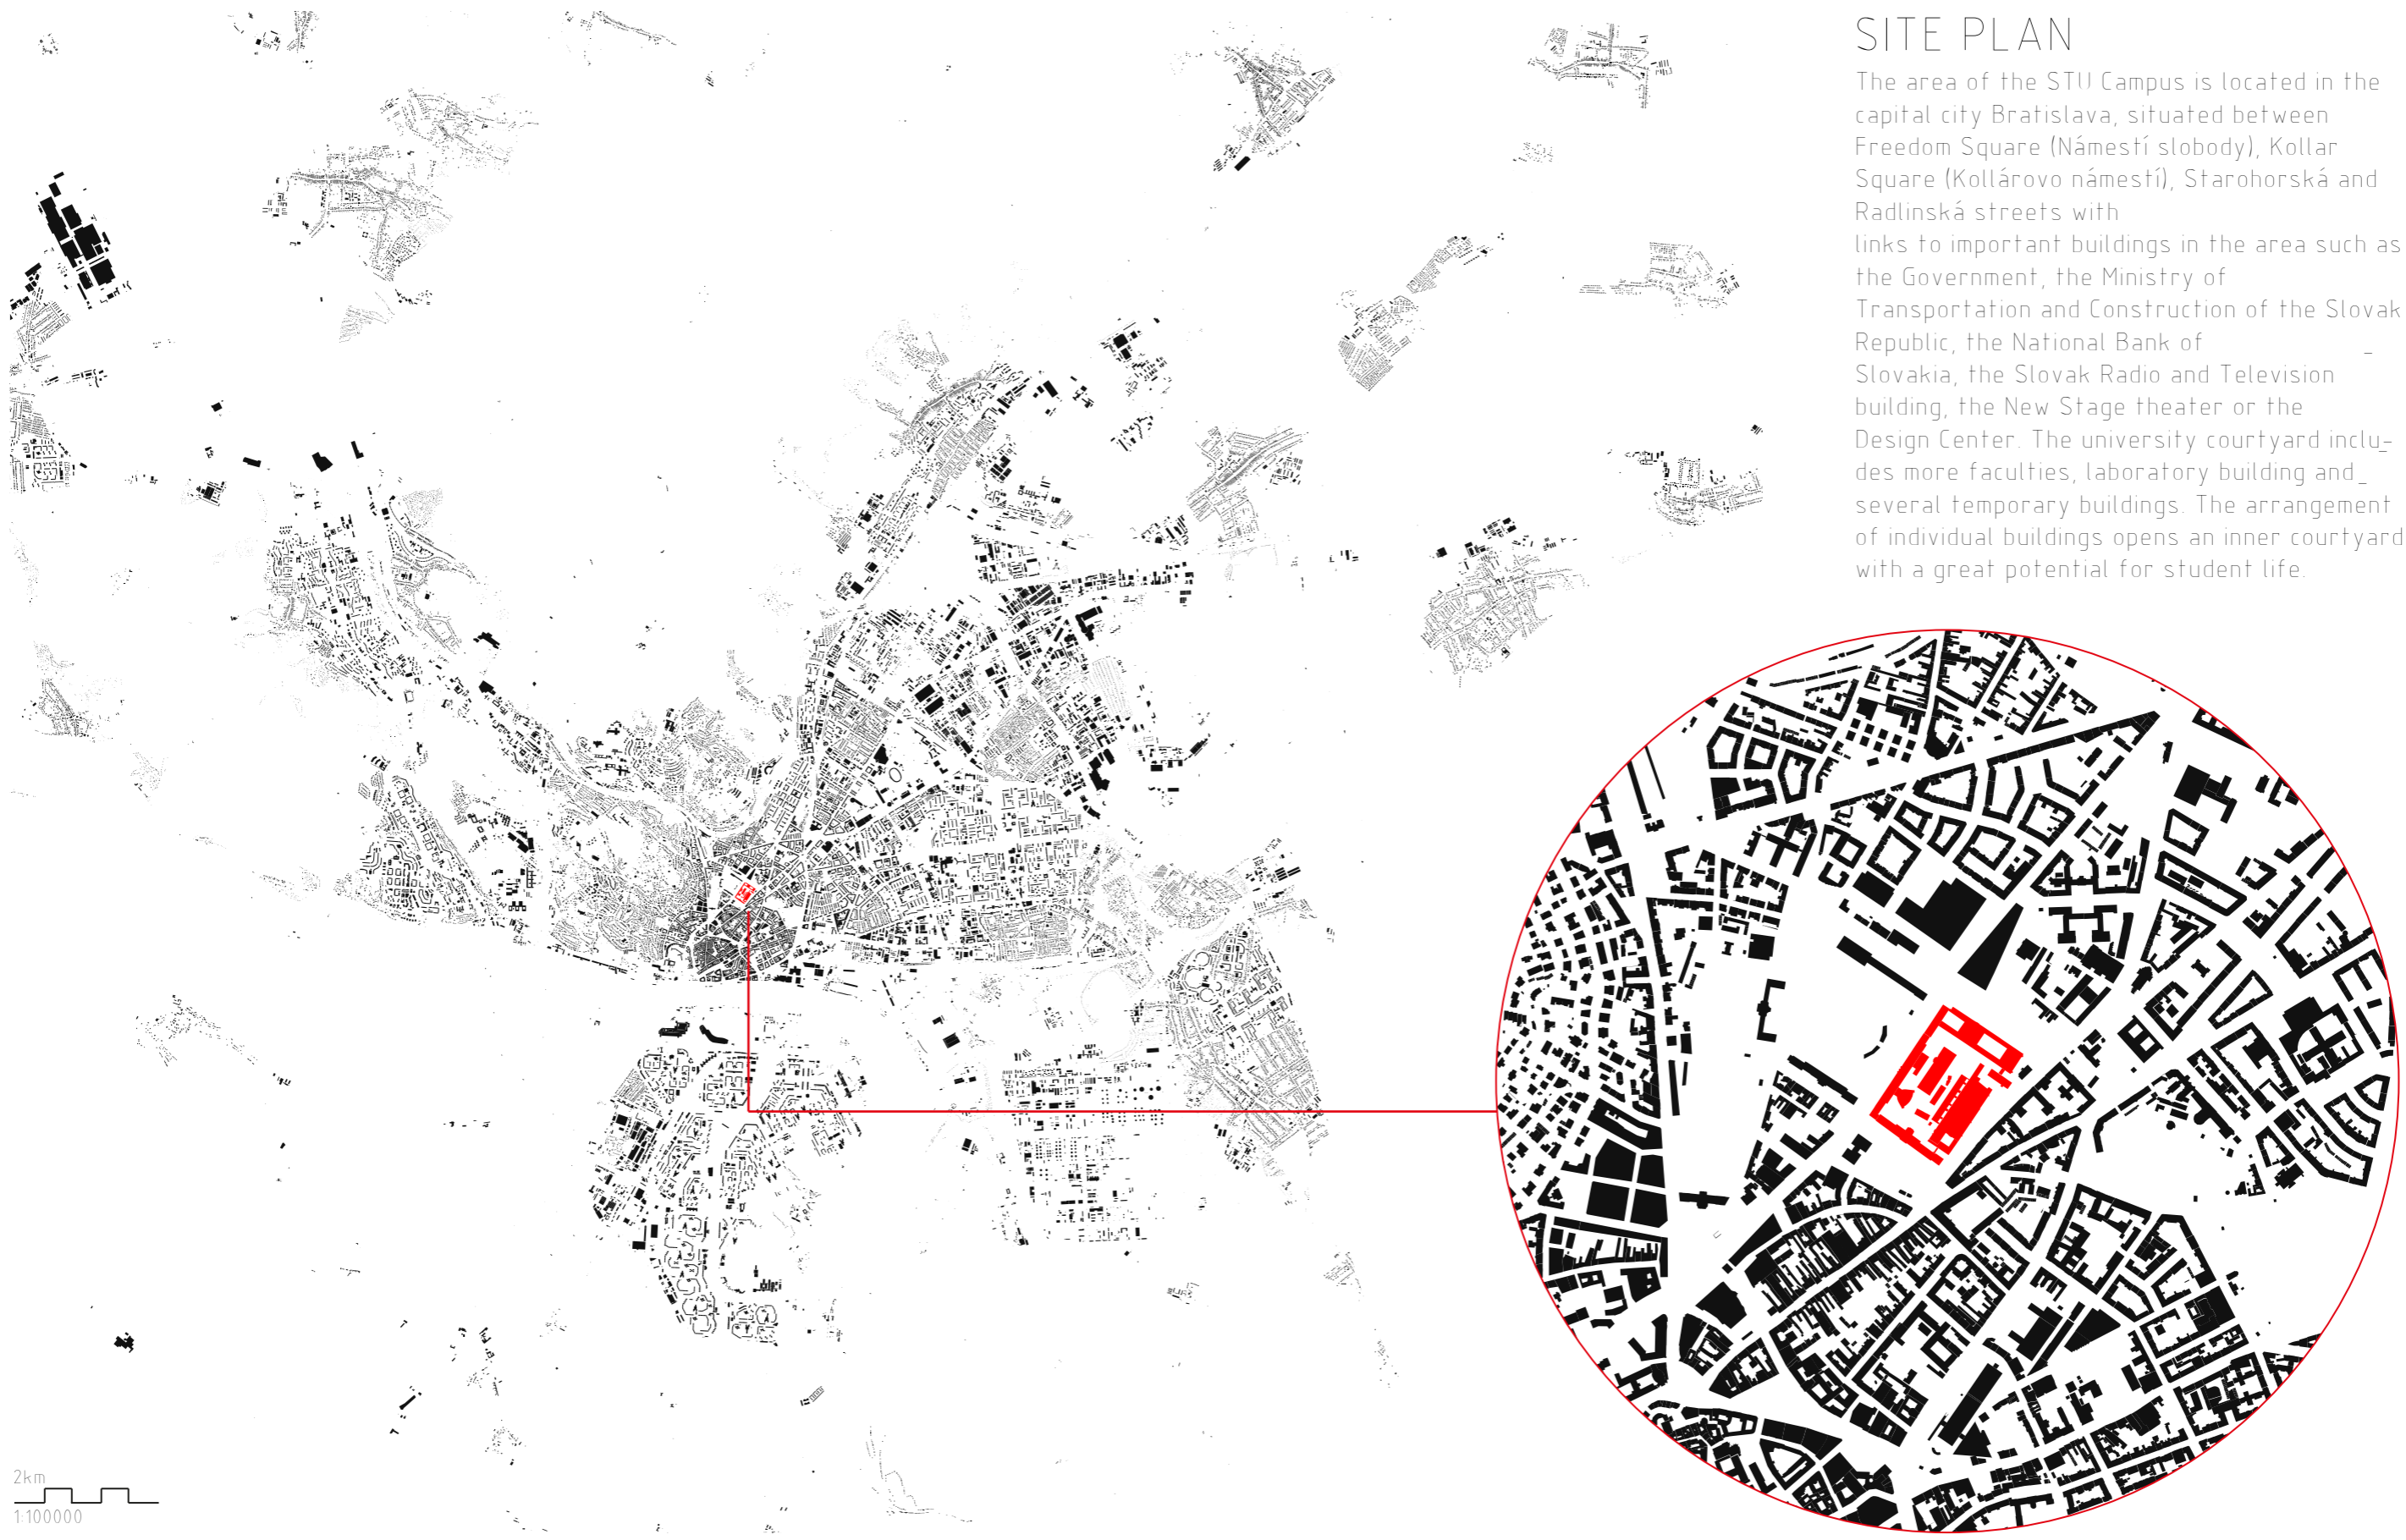 SITE PLAN
The area of the STU Campus is located in the
capital city Bratislava, situated between
Freedom Square (Námestí slobody), Kollar
Square (Kollárovo námestí), Starohorská and
Radlinská streets with
links to important buildings in the area such as
the Government, the Ministry of
Transportation and Construction of the Slovak
Republic, the National Bank of _
Slovakia, the Slovak Radio and Television
building, the New Stage theater or the
Design Center. The university courtyard inclu_
des more faculties, laboratory building and_
several temporary buildings. The arrangement
of individual buildings opens an inner courtyard
with a great potential for student life.
2km
1:100000